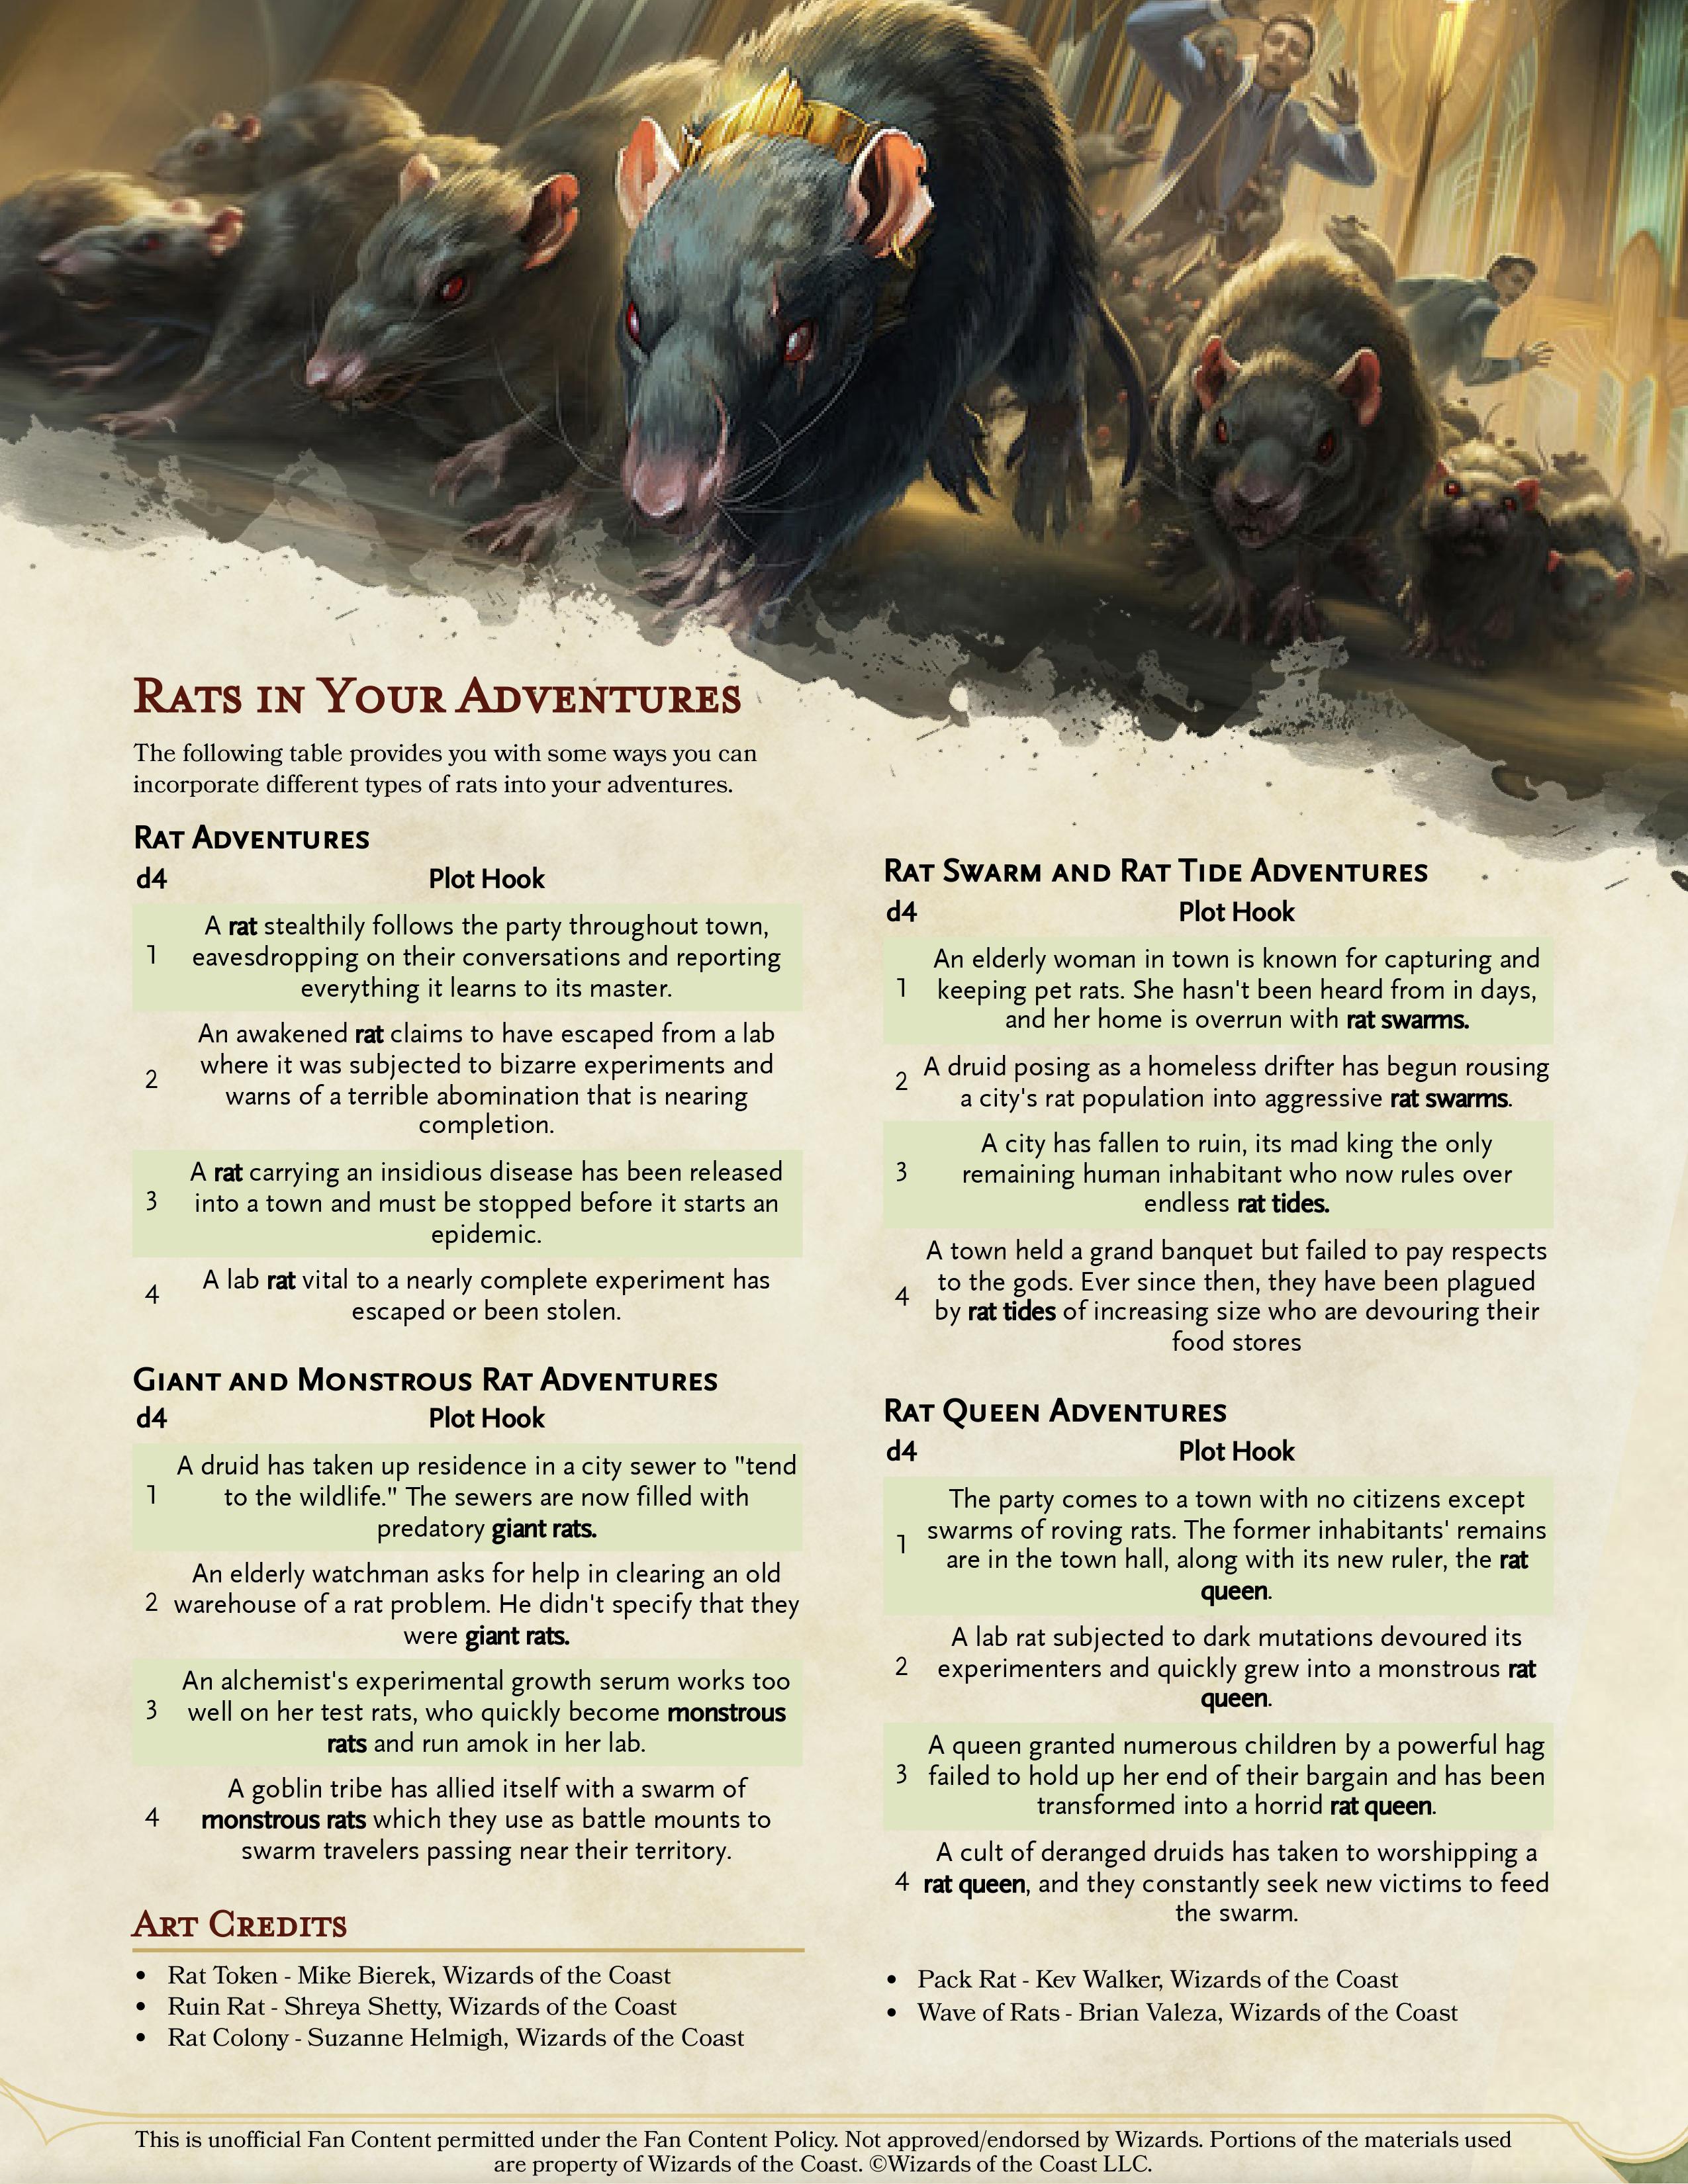 Rats in Your Adventures
The following table provides you with some ways you can
incorporate different types of rats into your adventures.
Rat Adventures
d4 Plot Hook
A rat stealthily follows the party throughout town,
1 eavesdropping on their conversations and reporting
everything it learns to its master.
An awakened rat claims to have escaped from a lab
where it was subjected to bizarre experiments and
2
warns of a terrible abomination that is nearing
completion.
A rat carrying an insidious disease has been released
3 into a town and must be stopped before it starts an
epidemic.
4 A lab rat vital to a nearly complete experiment has
escaped or been stolen.
Giant and Monstrous Rat Adventures
d4 Plot Hook
A druid has taken up residence in a city sewer to "tend
1 to the wildlife." The sewers are now filled with
predatory giant rats.
An elderly watchman asks for help in clearing an old
2 warehouse of a rat problem. He didn't specify that they
were giant rats.
An alchemist's experimental growth serum works too
3 well on her test rats, who quickly become monstrous
rats and run amok in her lab.
A goblin tribe has allied itself with a swarm of
4 monstrous rats which they use as battle mounts to
swarm travelers passing near their territory.
Rat Swarm and Rat Tide Adventures
d4 Plot Hook
An elderly woman in town is known for capturing and
1 keeping pet rats. She hasn't been heard from in days,
and her home is overrun with rat swarms.
2 A druid posing as a homeless drifter has begun rousing
a city's rat population into aggressive rat swarms.
A city has fallen to ruin, its mad king the only
3 remaining human inhabitant who now rules over
endless rat tides.
A town held a grand banquet but failed to pay respects
to the gods. Ever since then, they have been plagued
4
by rat tides of increasing size who are devouring their
food stores
Rat Queen Adventures
d4 Plot Hook
The party comes to a town with no citizens except
swarms of roving rats. The former inhabitants' remains
1
are in the town hall, along with its new ruler, the rat
queen.
A lab rat subjected to dark mutations devoured its
2 experimenters and quickly grew into a monstrous rat
queen.
A queen granted numerous children by a powerful hag
3 failed to hold up her end of their bargain and has been
transformed into a horrid rat queen.
A cult of deranged druids has taken to worshipping a
4 rat queen, and they constantly seek new victims to feed
the swarm.
Art Credits
• Rat Token - Mike Bierek, Wizards of the Coast
• Ruin Rat - Shreya Shetty, Wizards of the Coast
• Rat Colony - Suzanne Helmigh, Wizards of the Coast
• Pack Rat - Kev Walker, Wizards of the Coast
• Wave of Rats - Brian Valeza, Wizards of the Coast
This is unofficial Fan Content permitted under the Fan Content Policy. Not approved/endorsed by Wizards. Portions of the materials used
are property of Wizards of the Coast. ©Wizards of the Coast LLC.